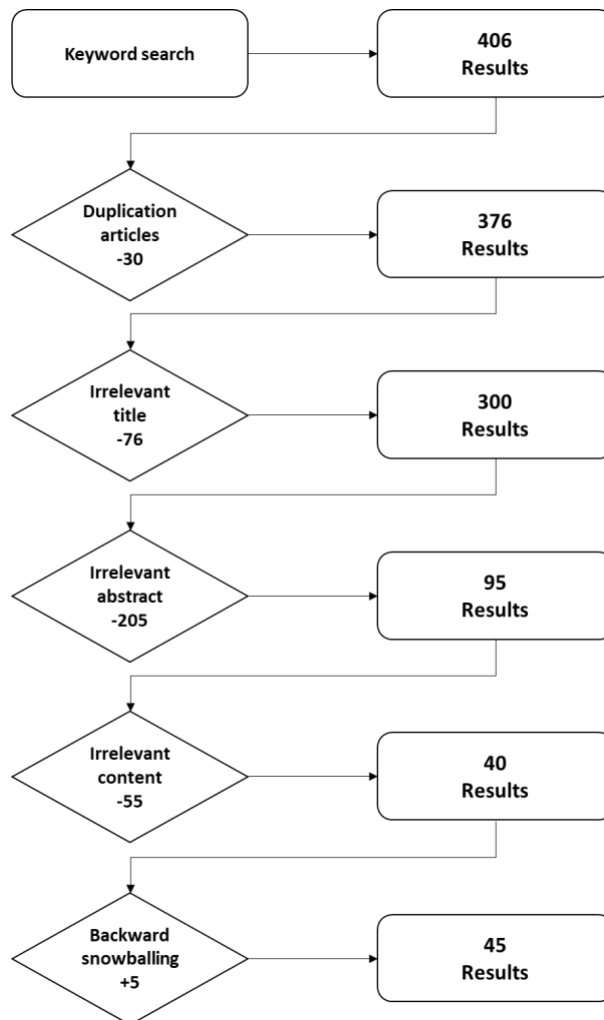 Keyword search
406
Results
Duplication
articles
-30
376
Results
Irrelevant
title
-76
300
Results
Irrelevant
abstract
-205
95
Results
Irrelevant
content
-55
40
Results
Backward
snowballing
+5
45
Results